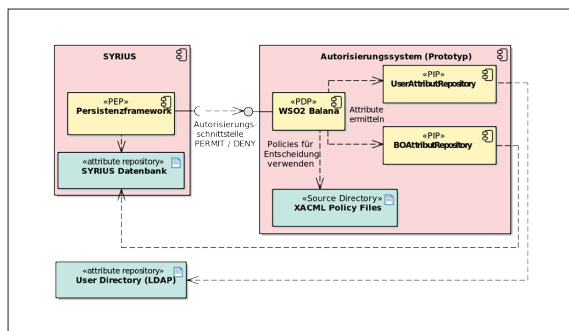 SYRIUS
«PEP»
Persistenzframework
«attribute repository»
SYRIUS Datenbank
Autorisierungs-
schnittstelle
PERMIT / DENY
Autorisierungssystem (Prototyp)
«PDP»
WSO2 Balana
Attribute
ermitteln
«PIP»
UserAttributRepository
«PIP»
BOAttributRepository
Policies für
Entscheidung
verwenden
«Source Directory»
XACML Policy Files
«attribute repository»
User Directory (LDAP)